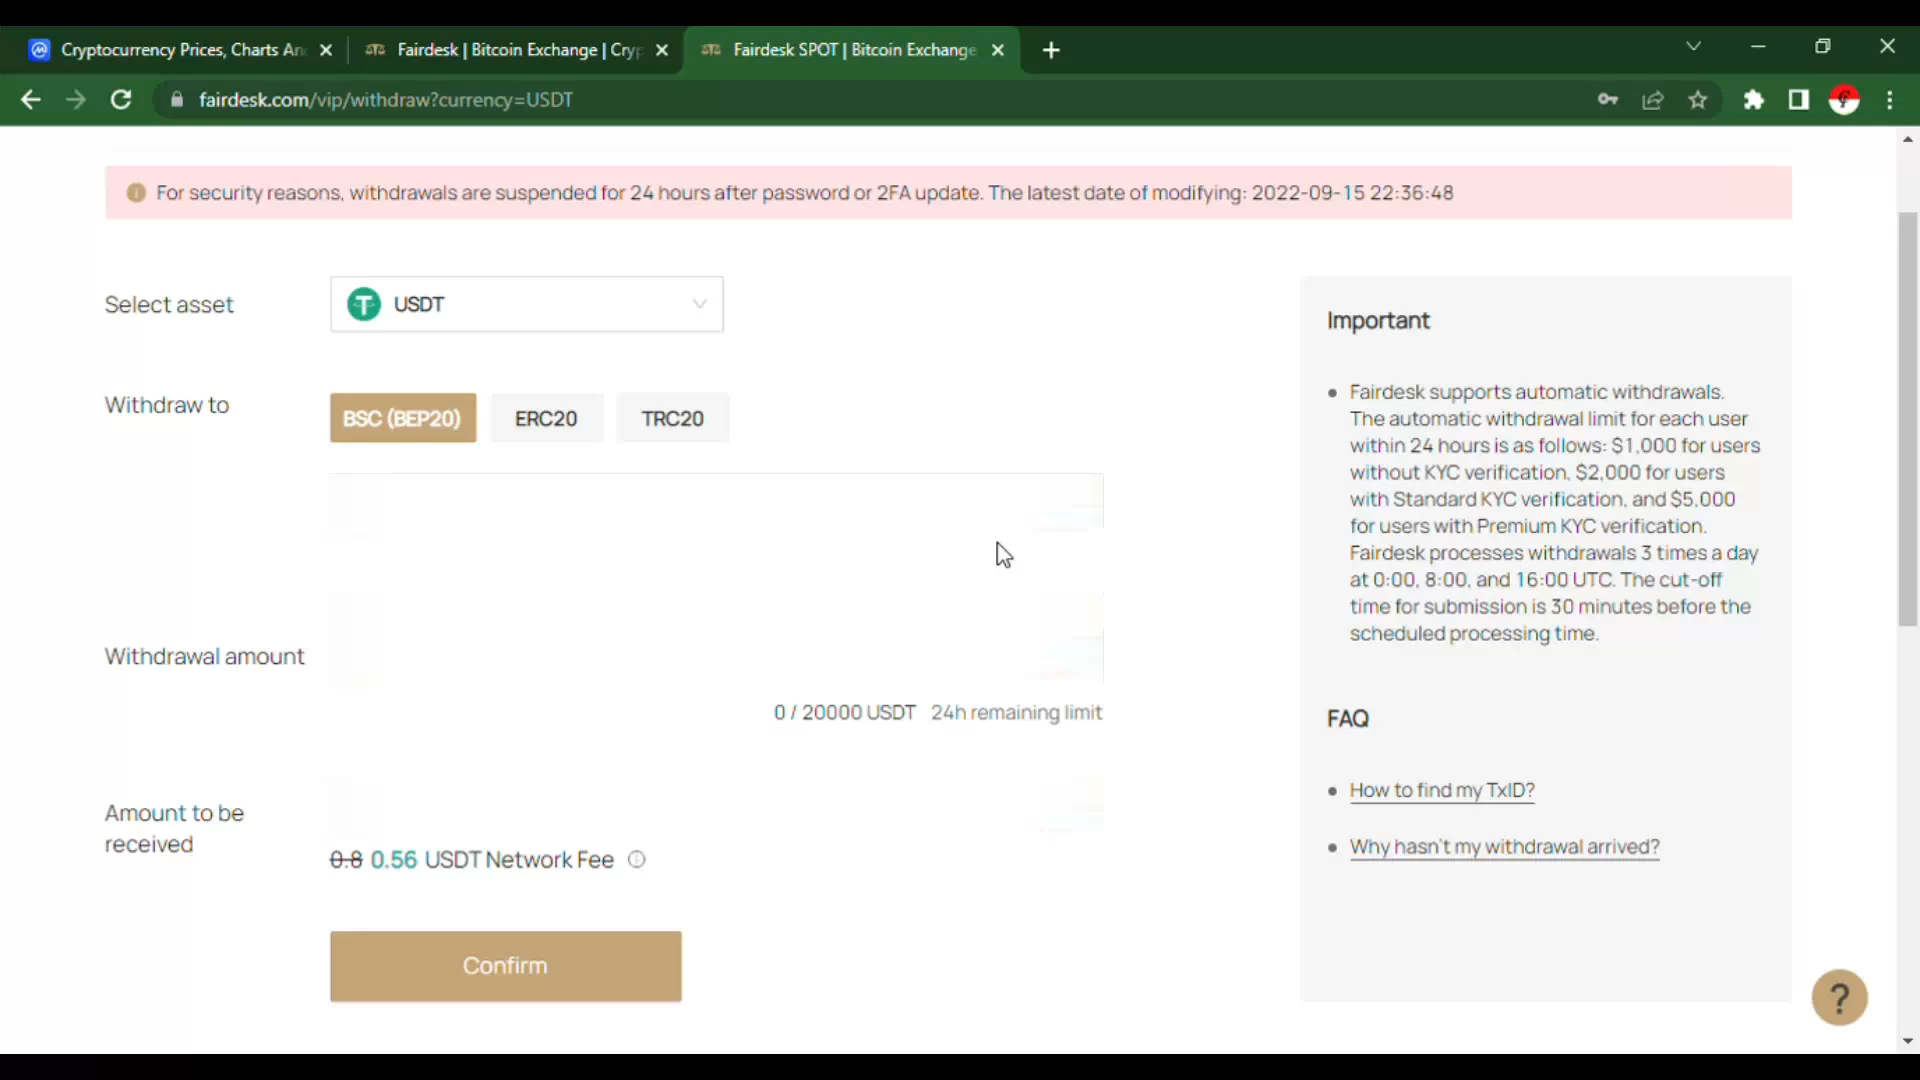 Cryptocurrency Prices, Charts An
Fairdesk | Bitcoin Exchange | Cryp
Fairdesk SPOT | Bitcoin Exchange
fairdesk.com/vip/withdraw?currency=USDT
For security reasons, withdrawals are suspended for 24 hours after password or 2FA update. The latest date of modifying: 2022-09-15 22:36:48
Select asset
USDT
Withdraw to
BSC (BEP20)
ERC20
TRC20
Withdrawal amount
0 / 20000 USDT 24h remaining limit
Amount to be
received
0.8 0.56 USDT Network Fee
Confirm
Important
Fairdesk supports automatic withdrawals.
The automatic withdrawal limit for each user
within 24 hours is as follows: $1,000 for users
without KYC verification, $2,000 for users
with Standard KYC verification, and $5,000
for users with Premium KYC verification.
Fairdesk processes withdrawals 3 times a day
at 0:00, 8:00, and 16:00 UTC. The cut-off
time for submission is 30 minutes before the
scheduled processing time.
FAQ
How to find my TxID?
Why hasn't my withdrawal arrived?
?